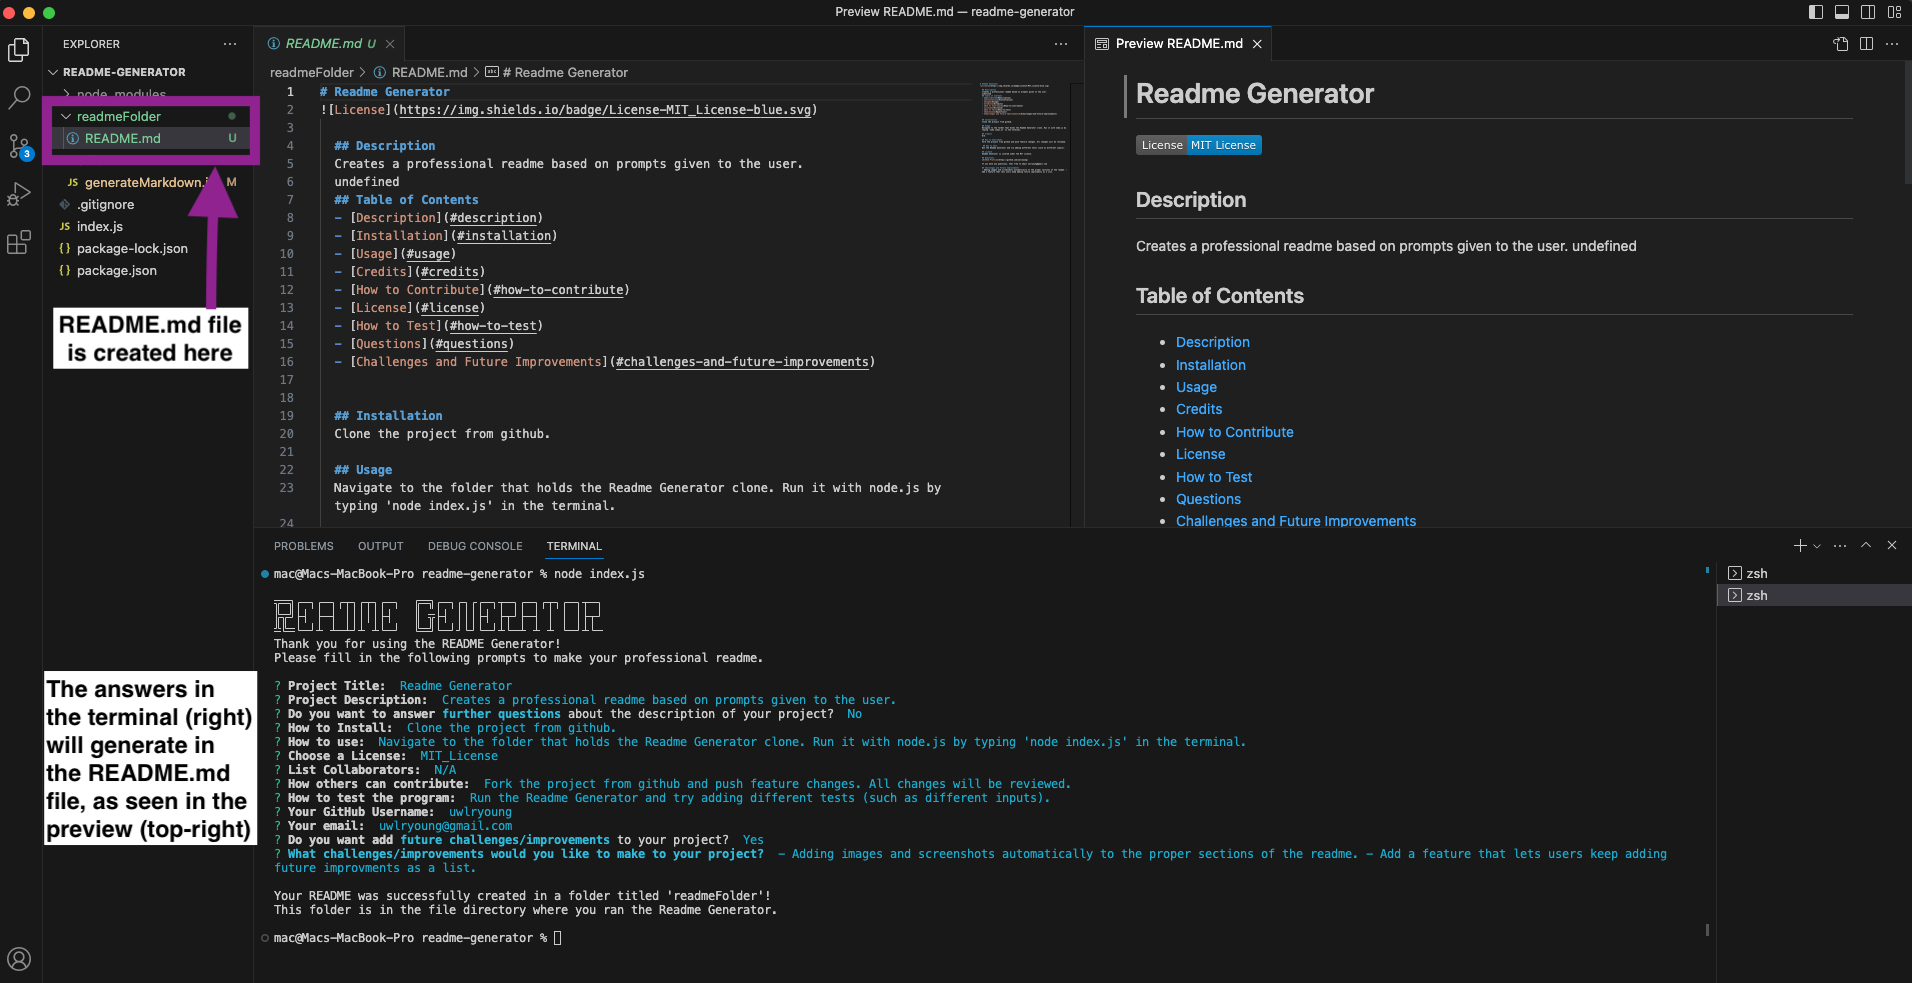 Preview README.md — readme-generator
EXPLORER
README-GENERATOR
node_modules
readmeFolder
README.md U
JS generateMarkdown.j M
.gitignore
JS index.js
{} package-lock.json
{} package.json
3
README.md file
is created here
The answers in
the terminal (right)
will generate in
the README.md
file, as seen in the
preview (top-right)
README.md U
readmeFolder > README.md > # Readme Generator
1 # Readme Generator
2 ![License](https://img.shields.io/badge/License-MIT_License-blue.svg)
3
4 ## Description
5 Creates a professional readme based on prompts given to the user.
6 undefined
7 ## Table of Contents
8 - [Description](#description)
9 - [Installation](#installation)
10 - [Usage](#usage)
11 - [Credits](#credits)
12 - [How to Contribute](#how-to-contribute)
13 - [License](#license)
14 - [How to Test](#how-to-test)
15 - [Questions](#questions)
16 - [Challenges and Future Improvements](#challenges-and-future-improvements)
17
18
19 ## Installation
20 Clone the project from github.
21
22 ## Usage
23 Navigate to the folder that holds the Readme Generator clone. Run it with node.js by
typing 'node index.js' in the terminal.
24
Preview README.md
Readme Generator
License MIT License
Description
Creates a professional readme based on prompts given to the user. undefined
Table of Contents
• Description
• Installation
• Usage
• Credits
• How to Contribute
• License
• How to Test
• Questions
• Challenges and Future Improvements
PROBLEMS OUTPUT DEBUG CONSOLE TERMINAL
mac@Macs-MacBook-Pro readme-generator % node index.js
README GENERATOR
Thank you for using the README Generator!
Please fill in the following prompts to make your professional readme.
? Project Title: Readme Generator
? Project Description: Creates a professional readme based on prompts given to the user.
? Do you want to answer further questions about the description of your project? No
? How to Install: Clone the project from github.
? How to use: Navigate to the folder that holds the Readme Generator clone. Run it with node.js by typing 'node index.js' in the terminal.
? Choose a License: MIT_License
? List Collaborators: N/A
? How others can contribute: Fork the project from github and push feature changes. All changes will be reviewed.
? How to test the program: Run the Readme Generator and try adding different tests (such as different inputs).
? Your GitHub Username: uwlryoung
? Your email: uwlryoung@gmail.com
? Do you want add future challenges/improvements to your project? Yes
? What challenges/improvements would you like to make to your project? - Adding images and screenshots automatically to the proper sections of the readme. - Add a feature that lets users keep adding
future improvments as a list.
Your README was successfully created in a folder titled 'readmeFolder'!
This folder is in the file directory where you ran the Readme Generator.
mac@Macs-MacBook-Pro readme-generator %
zsh
zsh